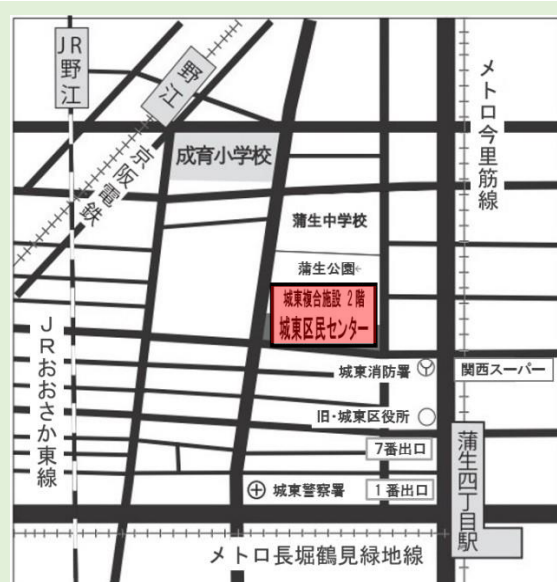 JR野江
野江
京阪電鉄
成育小学校
メトロ今里筋線
蒲生中学校
蒲生公園
城東複合施設 2階
城東区民センター
JRおおさか東線
城東消防署
関西スーパー
旧・城東区役所
7番出口
蒲生四丁目駅
城東警察署
1番出口
メトロ長堀鶴見緑地線